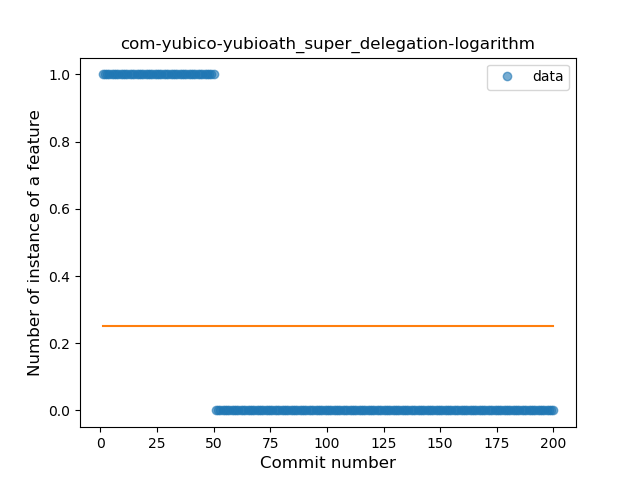 com-yubico-yubioath_super_delegation-logarithm
data
1.0
0.8
0.6
0.4
0.2
0.0
Number of instance of a feature
0 25 50 75 100 125 150 175 200
Commit number